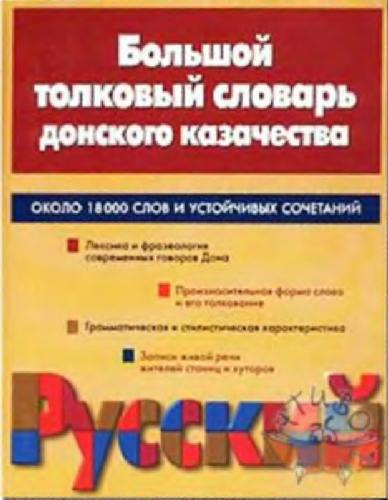 Большой
толковый словарь
донского казачества
ОКОЛО 18000 СЛОВ И УСТОЙЧИВЫХ СОЧЕТАНИЙ
Лексика и фразеология
современных говоров Дона
Произносительная форма слова
и его толкование
Грамматическая и стилистическая характеристика
Записи живой речи
жителей станиц и хуторов
Русский